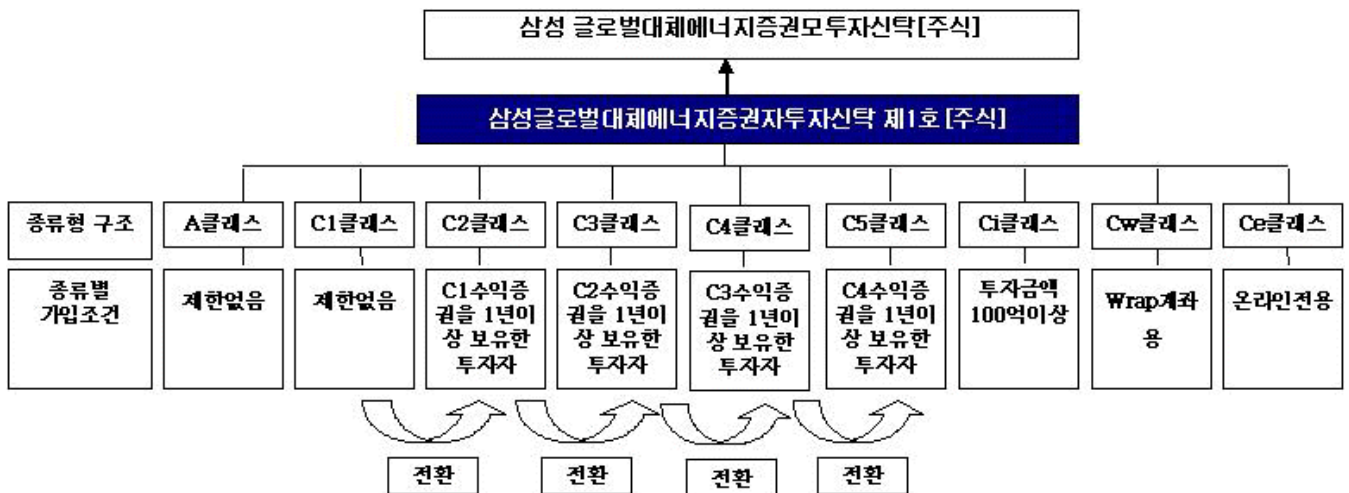 삼성 글로벌대체에너지증권모투자신탁[주식]
삼성글로벌대체에너지증권자투자신탁 제1호 [주식]
종류형 구조
A클래스
C1클래스
C2클래스
C3클래스
C4클래스
C5클래스
Ci클래스
Cw클래스
Ce클래스
종류별
가입조건
제한없음
제한없음
C1수익증
권을 1년이
상 보유한
투자자
C2수익증
권을 1년이
상 보유한
투자자
C3수익증
권을 1년이
상 보유한
투자자
C4수익증
권을 1년이
상 보유한
투자자
투자금액
100억이상
Wrap계좌
용
온라인전용
전환
전환
전환
전환